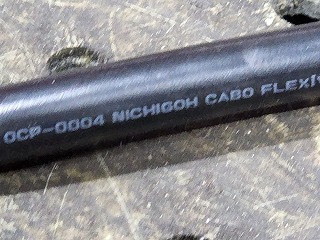 OCP-0004 NICHIGOH CABO FLEXI